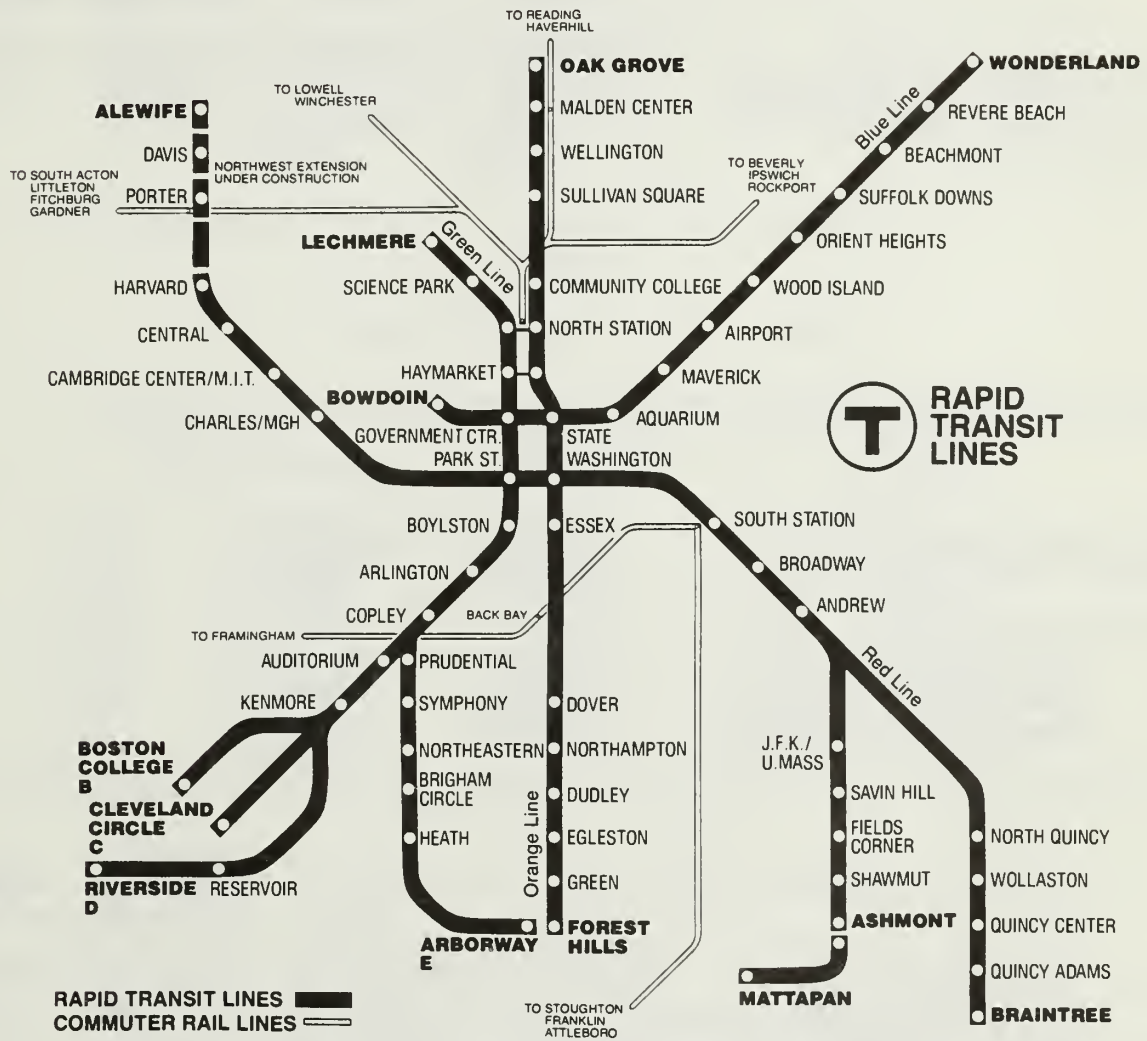 TO READING
HAVERHILL
OAK GROVE
WONDERLAND
TO LOWELL
WINCHESTER
ALEWIFE
MALDEN CENTER
Blue Line
REVERE BEACH
DAVIS
NORTHWEST EXTENSION
UNDER CONSTRUCTION
WELLINGTON
BEACHMONT
TO SOUTH ACTON
LITTLETON
FITCHBURG
GARDNER
PORTER
TO BEVERLY
IPSWICH
ROCKPORT
SULLIVAN SQUARE
SUFFOLK DOWNS
LECHMERE
Green Line
ORIENT HEIGHTS
HARVARD
SCIENCE PARK
COMMUNITY COLLEGE
WOOD ISLAND
CENTRAL
NORTH STATION
AIRPORT
CAMBRIDGE CENTER/M.I.T.
HAYMARKET
MAVERICK
BOWDOIN
CHARLES/MGH
AQUARIUM
T
RAPID
TRANSIT
LINES
GOVERNMENT CTR.
STATE
PARK ST.
WASHINGTON
BOYLSTON
ESSEX
SOUTH STATION
ARLINGTON
BROADWAY
COPLEY
BACK BAY
ANDREW
TO FRAMINGHAM
AUDITORIUM
PRUDENTIAL
Red Line
KENMORE
SYMPHONY
DOVER
BOSTON
COLLEGE
B
NORTHEASTERN
NORTHAMPTON
J.F.K./
U.MASS
CLEVELAND
CIRCLE
C
BRIGHAM
CIRCLE
DUDLEY
SAVIN HILL
HEATH
Orange Line
EGLESTON
FIELDS
CORNER
NORTH QUINCY
RIVERSIDE
D
RESERVOIR
GREEN
SHAWMUT
WOLLASTON
ARBORWAY
E
FOREST
HILLS
ASHMONT
QUINCY CENTER
QUINCY ADAMS
MATTAPAN
BRAINTREE
RAPID TRANSIT LINES
COMMUTER RAIL LINES
TO STOUGHTON
FRANKLIN
ATTLEBORO